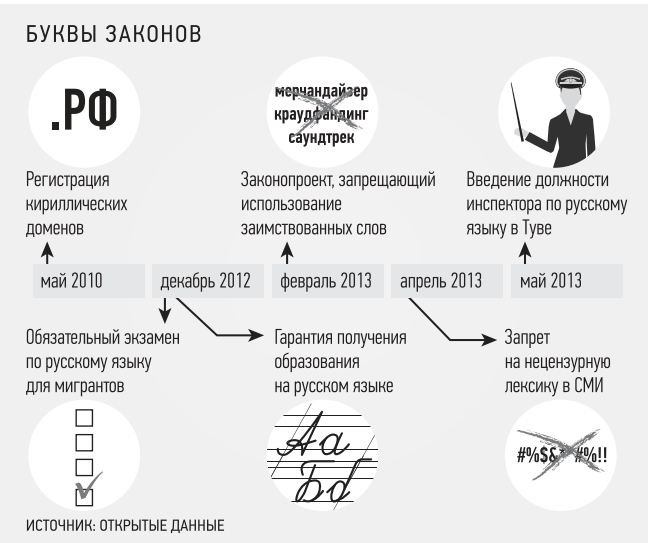 БУКВЫ ЗАКОНОВ
.РФ
Регистрация
кириллических
доменов
мерчандайзер
краудфандинг
саундтрек
Законопроект, запрещающий
использование
заимствованных слов
Введение должности
инспектора по русскому
языку в Туве
май 2010
декабрь 2012
февраль 2013
апрель 2013
май 2013
Обязательный экзамен
по русскому языку
для мигрантов
Гарантия получения
образования
на русском языке
Аа
Бб
Запрет
на нецензурную
лексику в СМИ
#%$&* #%!!
ИСТОЧНИК: ОТКРЫТЫЕ ДАННЫЕ